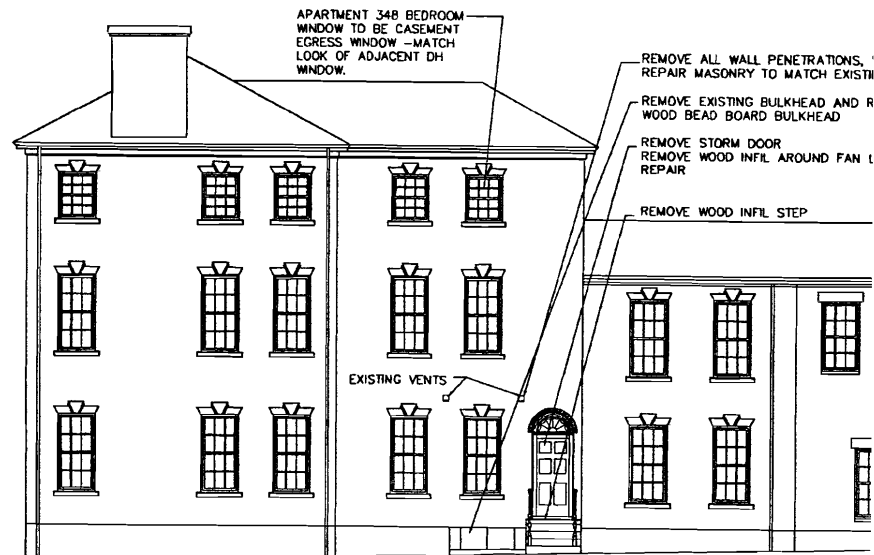 APARTMENT 348 BEDROOM
WINDOW TO BE CASEMENT
EGRESS WINDOW -MATCH
LOOK OF ADJACENT DH
WINDOW.
REMOVE ALL WALL PENETRATIONS,
REPAIR MASONRY TO MATCH
REMOVE EXISTING BULKHEAD AND
WOOD BEAD BOARD BULKHEAD
REMOVE STORM DOOR
REMOVE WOOD INFIL AROUND FAN
REPAIR
REMOVE WOOD INFIL STEP
EXISTING VENTS